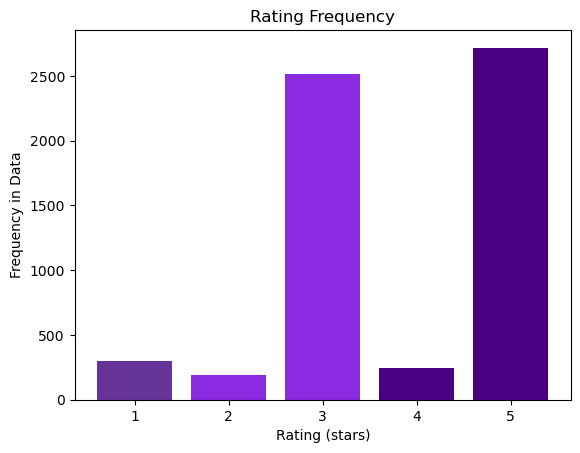 Rating Frequency
Frequency in Data
2500
2000
1500
1000
500
0
1 2 3 4 5
Rating (stars)